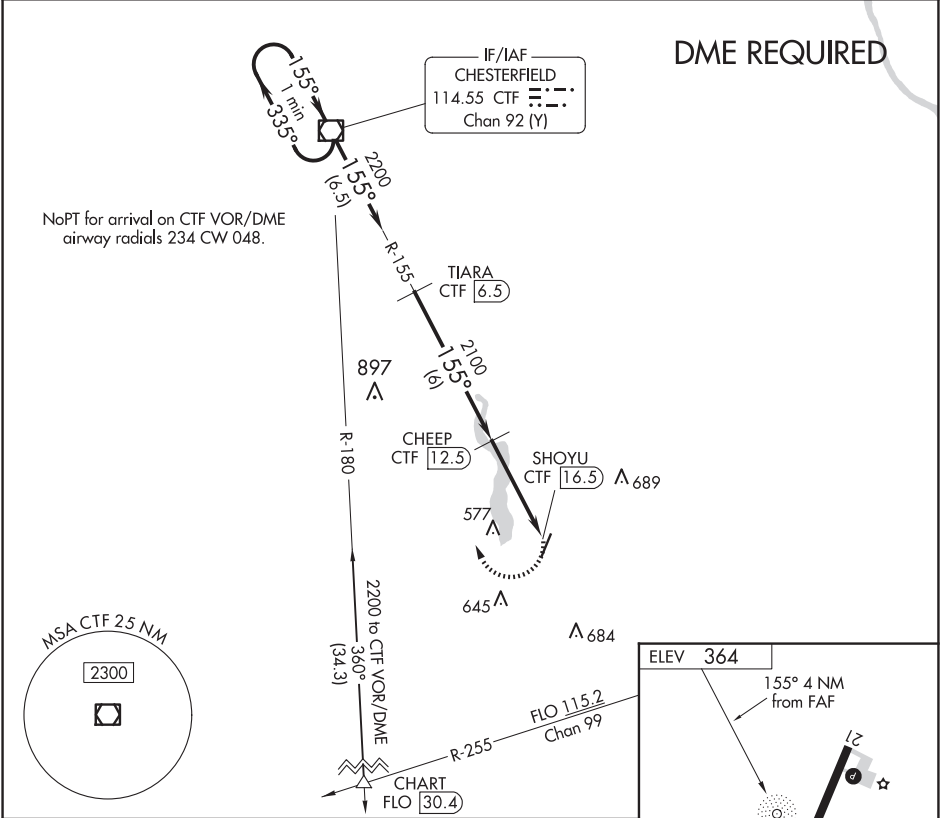 DME REQUIRED
IF/IAF
CHESTERFIELD
114.55 CTF
Chan 92 (Y)
155°
1 min
335°
2200
155°
(6.5)
NoPT for arrival on CTF VOR/DME
airway radials 234 CW 048.
R-155
TIARA
CTF 6.5
2100
155°
(6)
897
R-180
CHEEP
CTF 12.5
SHOYU
CTF 16.5
689
577
645
684
2200 to CTF VOR/DME
360°
(34.3)
MSA CTF 25 NM
2300
FLO 115.2
Chan 99
R-255
CHART
FLO 30.4
ELEV 364
155° 4 NM
from FAF
21
P